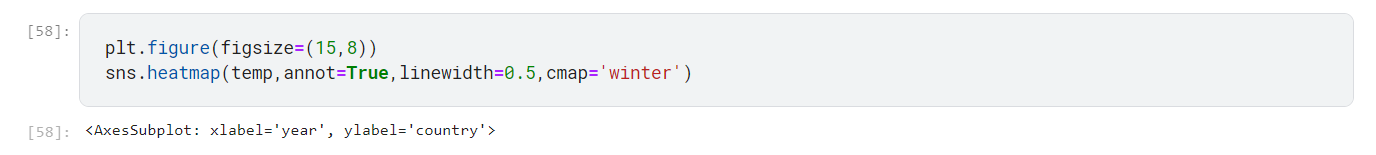 [58]:
plt.figure(figsize=(15,8))
sns.heatmap(temp,annot=True,linewidth=0.5,cmap='winter')
[58]: <AxesSubplot: xlabel='year', ylabel='country'>